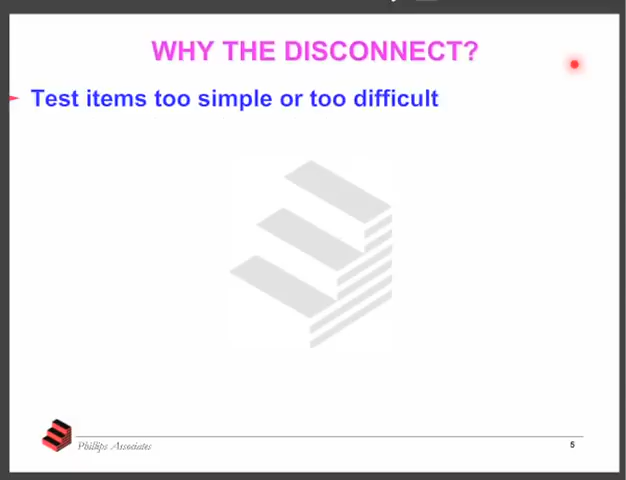 WHY THE DISCONNECT?
Test items too simple or too difficult
Phillips Associates
5